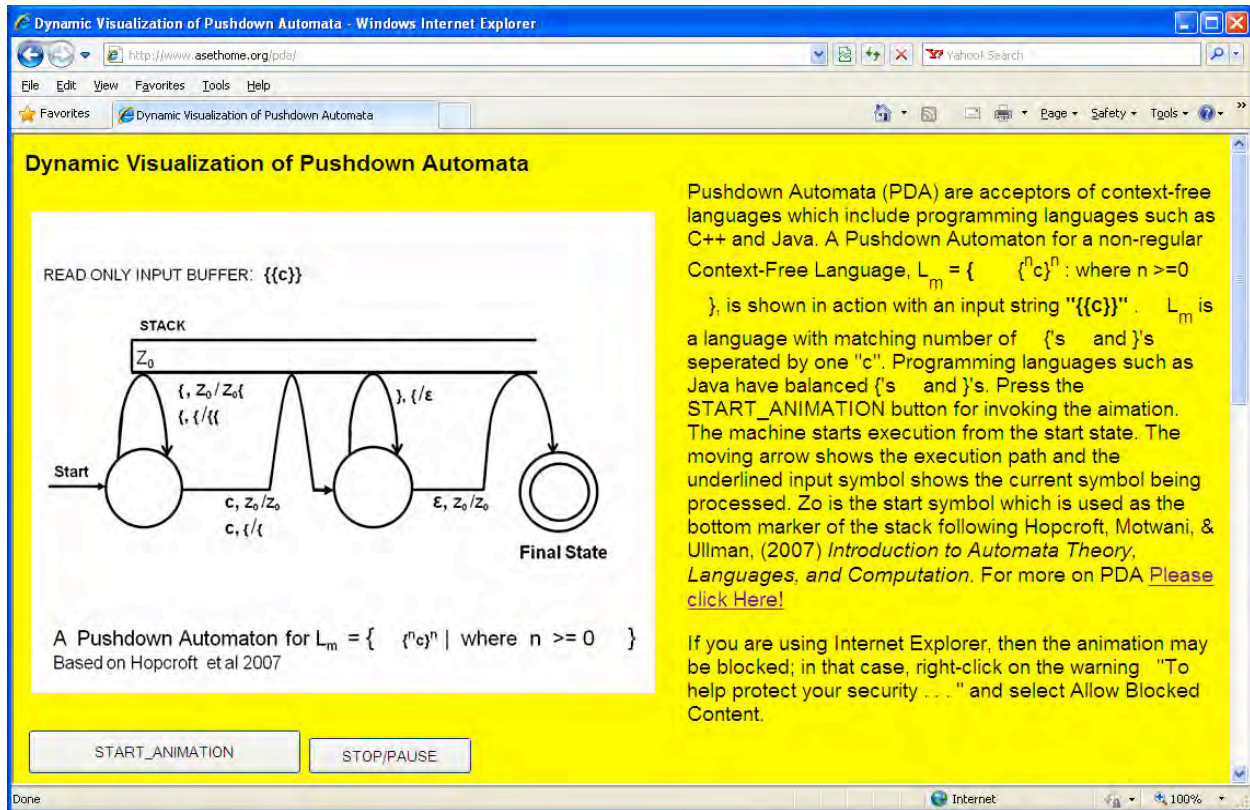 Dynamic Visualization of Pushdown Automata - Windows Internet Explorer
http://www.asethome.org/pda/
Yahoo! Search
File Edit View Favorites Tools Help
Favorites
Dynamic Visualization of Pushdown Automata
Page Safety Tools
Dynamic Visualization of Pushdown Automata
READ ONLY INPUT BUFFER: {{c}}
STACK
Z₀
{, Z₀/Z₀{
{, {/{{
}, {/ε
Start
c, Z₀/Z₀
c, {/{
ε, Z₀/Z₀
Final State
A Pushdown Automaton for Lₘ = { {ⁿc}ⁿ | where n >= 0 }
Based on Hopcroft et al 2007
START_ANIMATION
STOP/PAUSE
Pushdown Automata (PDA) are acceptors of context-free
languages which include programming languages such as
C++ and Java. A Pushdown Automaton for a non-regular
Context-Free Language, Lₘ = { {ⁿc}ⁿ : where n >=0
}, is shown in action with an input string "{{c}}" . Lₘ is
a language with matching number of {'s and }'s
seperated by one "c". Programming languages such as
Java have balanced {'s and }'s. Press the
START_ANIMATION button for invoking the aimation.
The machine starts execution from the start state. The
moving arrow shows the execution path and the
underlined input symbol shows the current symbol being
processed. Zo is the start symbol which is used as the
bottom marker of the stack following Hopcroft, Motwani, &
Ullman, (2007) Introduction to Automata Theory,
Languages, and Computation. For more on PDA Please
click Here!
If you are using Internet Explorer, then the animation may
be blocked; in that case, right-click on the warning "To
help protect your security . . . " and select Allow Blocked
Content.
Done
Internet
100%